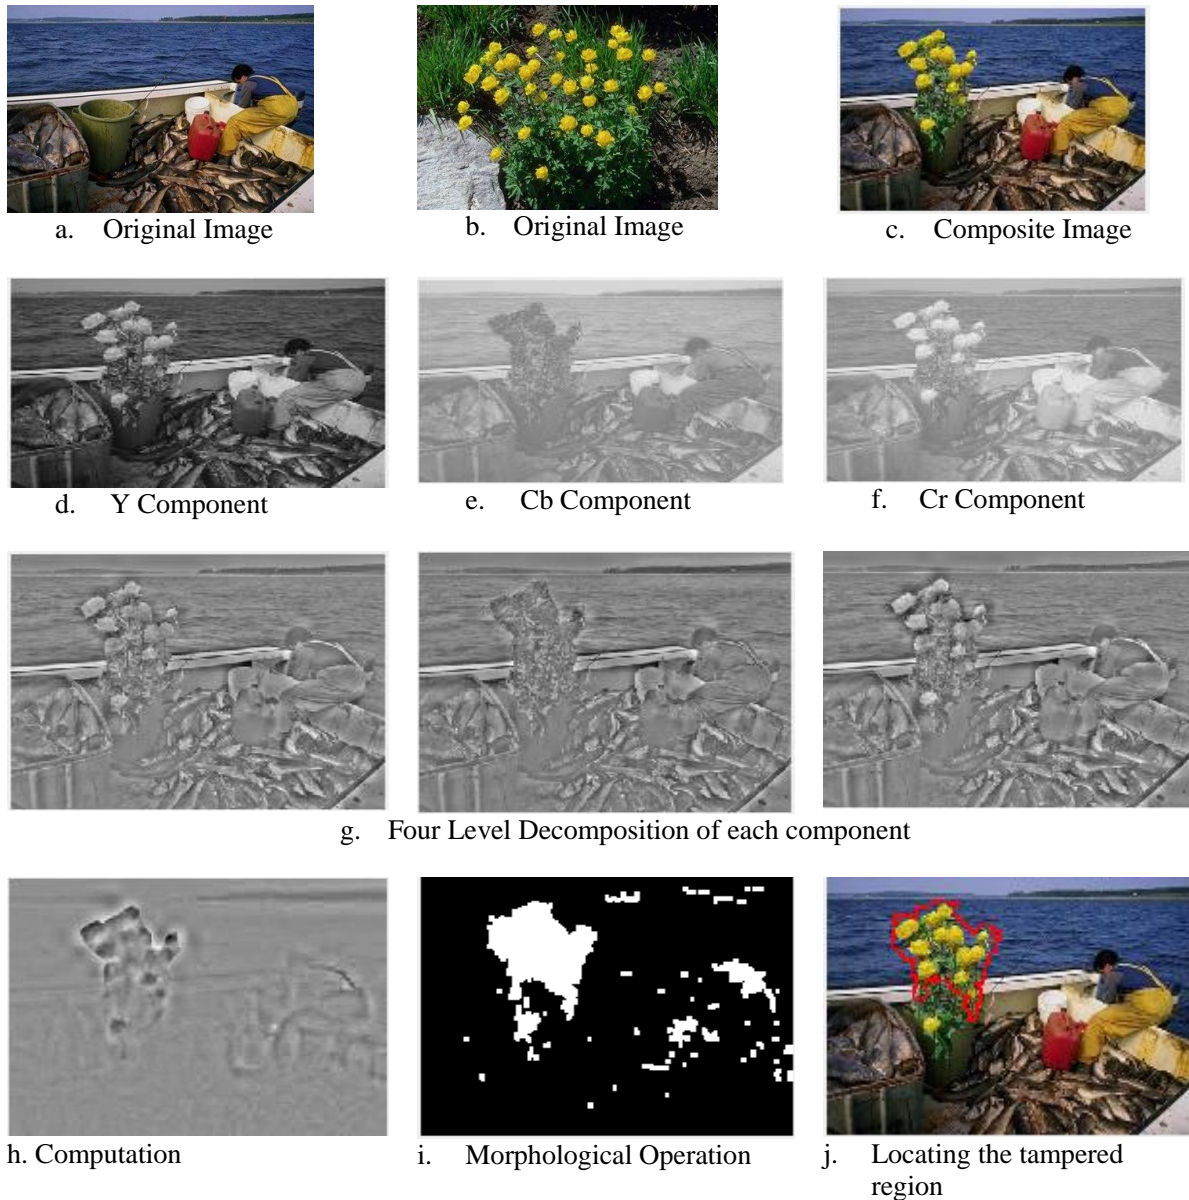 a. Original Image
b. Original Image
c. Composite Image
d. Y Component
e. Cb Component
f. Cr Component
g. Four Level Decomposition of each component
h. Computation
i. Morphological Operation
j. Locating the tampered
region